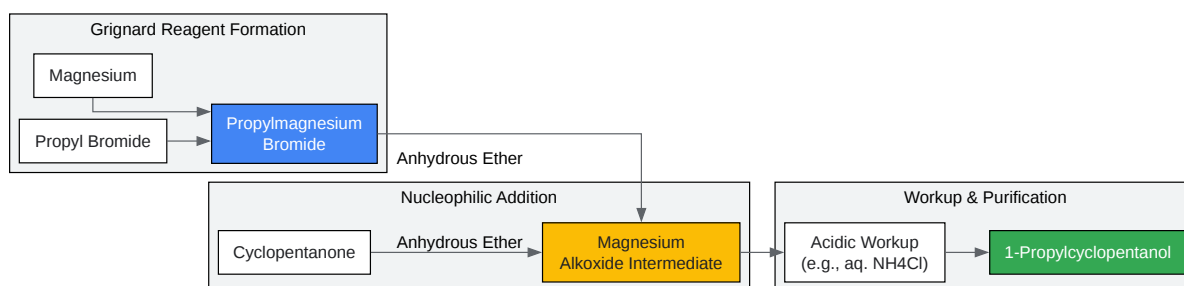 Grignard Reagent Formation
Magnesium
Propyl Bromide
Propylmagnesium
Bromide
Anhydrous Ether
Nucleophilic Addition
Cyclopentanone
Anhydrous Ether
Magnesium
Alkoxide Intermediate
Workup & Purification
Acidic Workup
(e.g., aq. NH4Cl)
1-Propylcyclopentanol